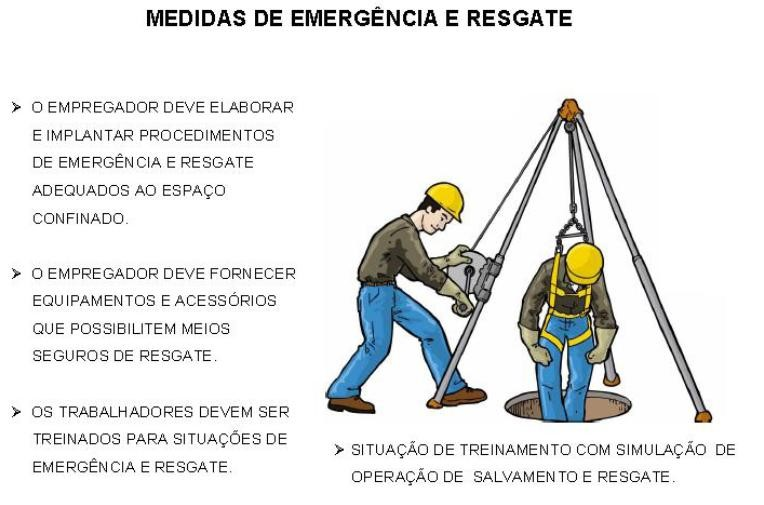 MEDIDAS DE EMERGÊNCIA E RESGATE
➢ O EMPREGADOR DEVE ELABORAR
E IMPLANTAR PROCEDIMENTOS
DE EMERGÊNCIA E RESGATE
ADEQUADOS AO ESPAÇO
CONFINADO.
➢ O EMPREGADOR DEVE FORNECER
EQUIPAMENTOS E ACESSÓRIOS
QUE POSSIBILITEM MEIOS
SEGUROS DE RESGATE.
➢ OS TRABALHADORES DEVEM SER
TREINADOS PARA SITUAÇÕES DE
EMERGÊNCIA E RESGATE.
➢ SITUAÇÃO DE TREINAMENTO COM SIMULAÇÃO DE
OPERAÇÃO DE SALVAMENTO E RESGATE.